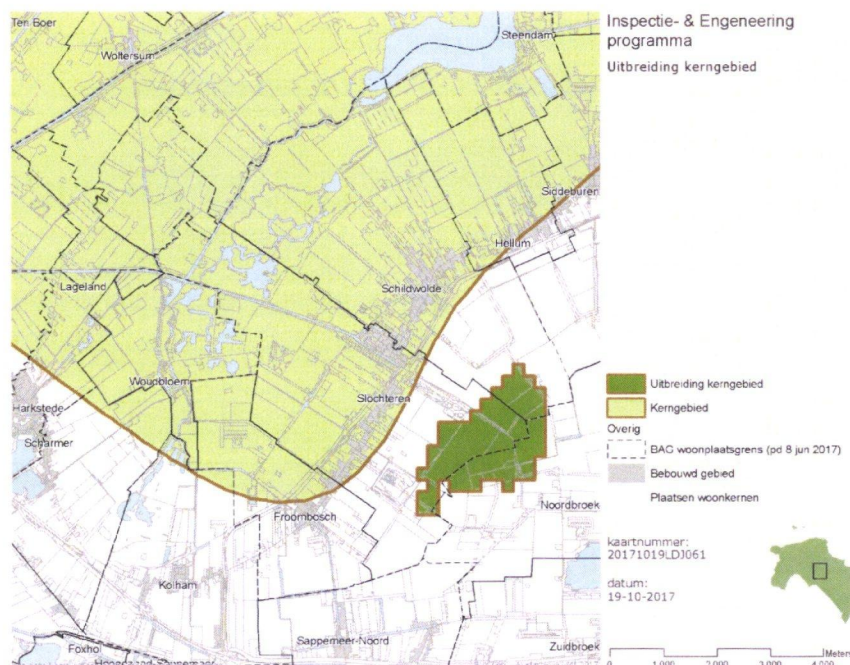 Inspectie- & Engeneering
programma
Uitbreiding kerngebied
Ten Boer
Woltersum
Steendam
Siddeburen
Hellum
Schildwolde
Lageland
Woudbloem
Slochteren
Harkstede
Scharmer
Froombosch
Noordbroek
Kolham
Sappemeer-Noord
Foxhol
Zuidbroek
Uitbreiding kerngebied
Kerngebied
Overig
BAG woonplaatsgrens (pd 8 jun 2017)
Bebouwd gebied
Plaatsen woonkernen
kaartnummer:
20171019LDJ061
datum:
19-10-2017
Meters
0 1.000 2.000 3.000 4.000